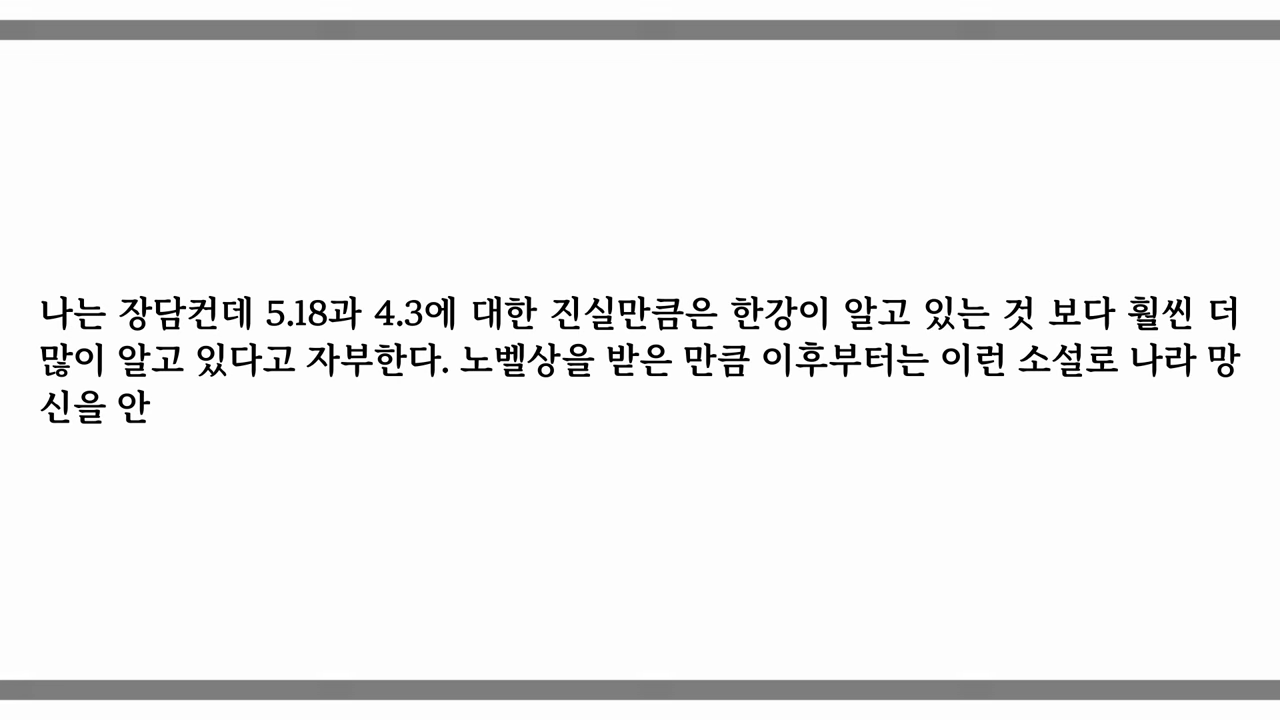 나는 장담컨데 5.18과 4.3에 대한 진실만큼은 한강이 알고 있는 것 보다 훨씬 더
많이 알고 있다고 자부한다. 노벨상을 받은 만큼 이후부터는 이런 소설로 나라 망
신을 안